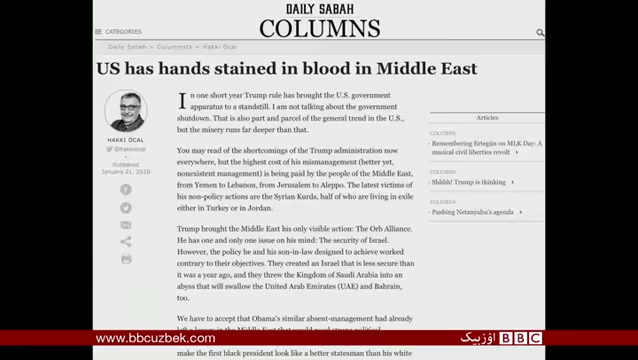 DAILY SABAH
CATEGORIES
COLUMNS
Daily Sabah > Columnists > Hakki Öcal
US has hands stained in blood in Middle East
In one short year Trump rule has brought the U.S. government
apparatus to a standstill. I am not talking about the government
shutdown. That is also part and parcel of the general trend in the U.S.,
but the misery runs far deeper than that.
HAKKI ÖCAL
@hakkiocal
Published
January 21, 2018
You may read of the shortcomings of the Trump administration now
everywhere, but the highest cost of his mismanagement (better yet,
nonexistent management) is being paid by the people of the Middle East,
from Yemen to Lebanon, from Jerusalem to Aleppo. The latest victims of
his non-policy actions are the Syrian Kurds, half of who are living in exile
either in Turkey or in Jordan.
Trump brought the Middle East his only visible action: The Orb Alliance.
He has one and only one issue on his mind: The security of Israel.
However, the policy he and his son-in-law designed to achieve worked
contrary to their objectives. They created an Israel that is less secure than
it was a year ago, and they threw the Kingdom of Saudi Arabia into an
abyss that will swallow the United Arab Emirates (UAE) and Bahrain,
too.
We have to accept that Obama's similar absent-management had already
make the first black president look like a better statesman than his white
Articles
COLUMNS
Remembering Ertegüs on MLK Day: A
musical civil liberties revolt
COLUMNS
Shhhh! Trump is thinking
COLUMNS
Pushing Netanyahu's agenda
www.bbcuzbek.com
اوزبیک BBC